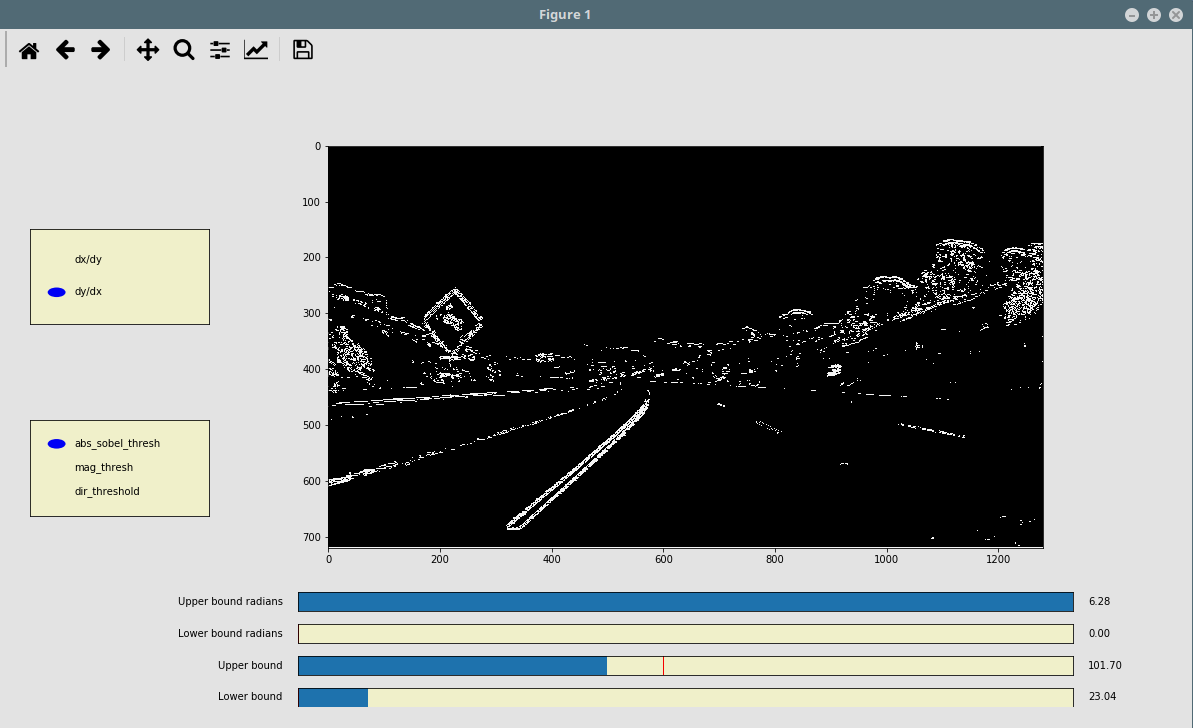 Figure 1
0
100
200
300
400
500
600
700
0 200 400 600 800 1000 1200
dx/dy
dy/dx
abs_sobel_thresh
mag_thresh
dir_threshold
Upper bound radians 6.28
Lower bound radians 0.00
Upper bound 101.70
Lower bound 23.04